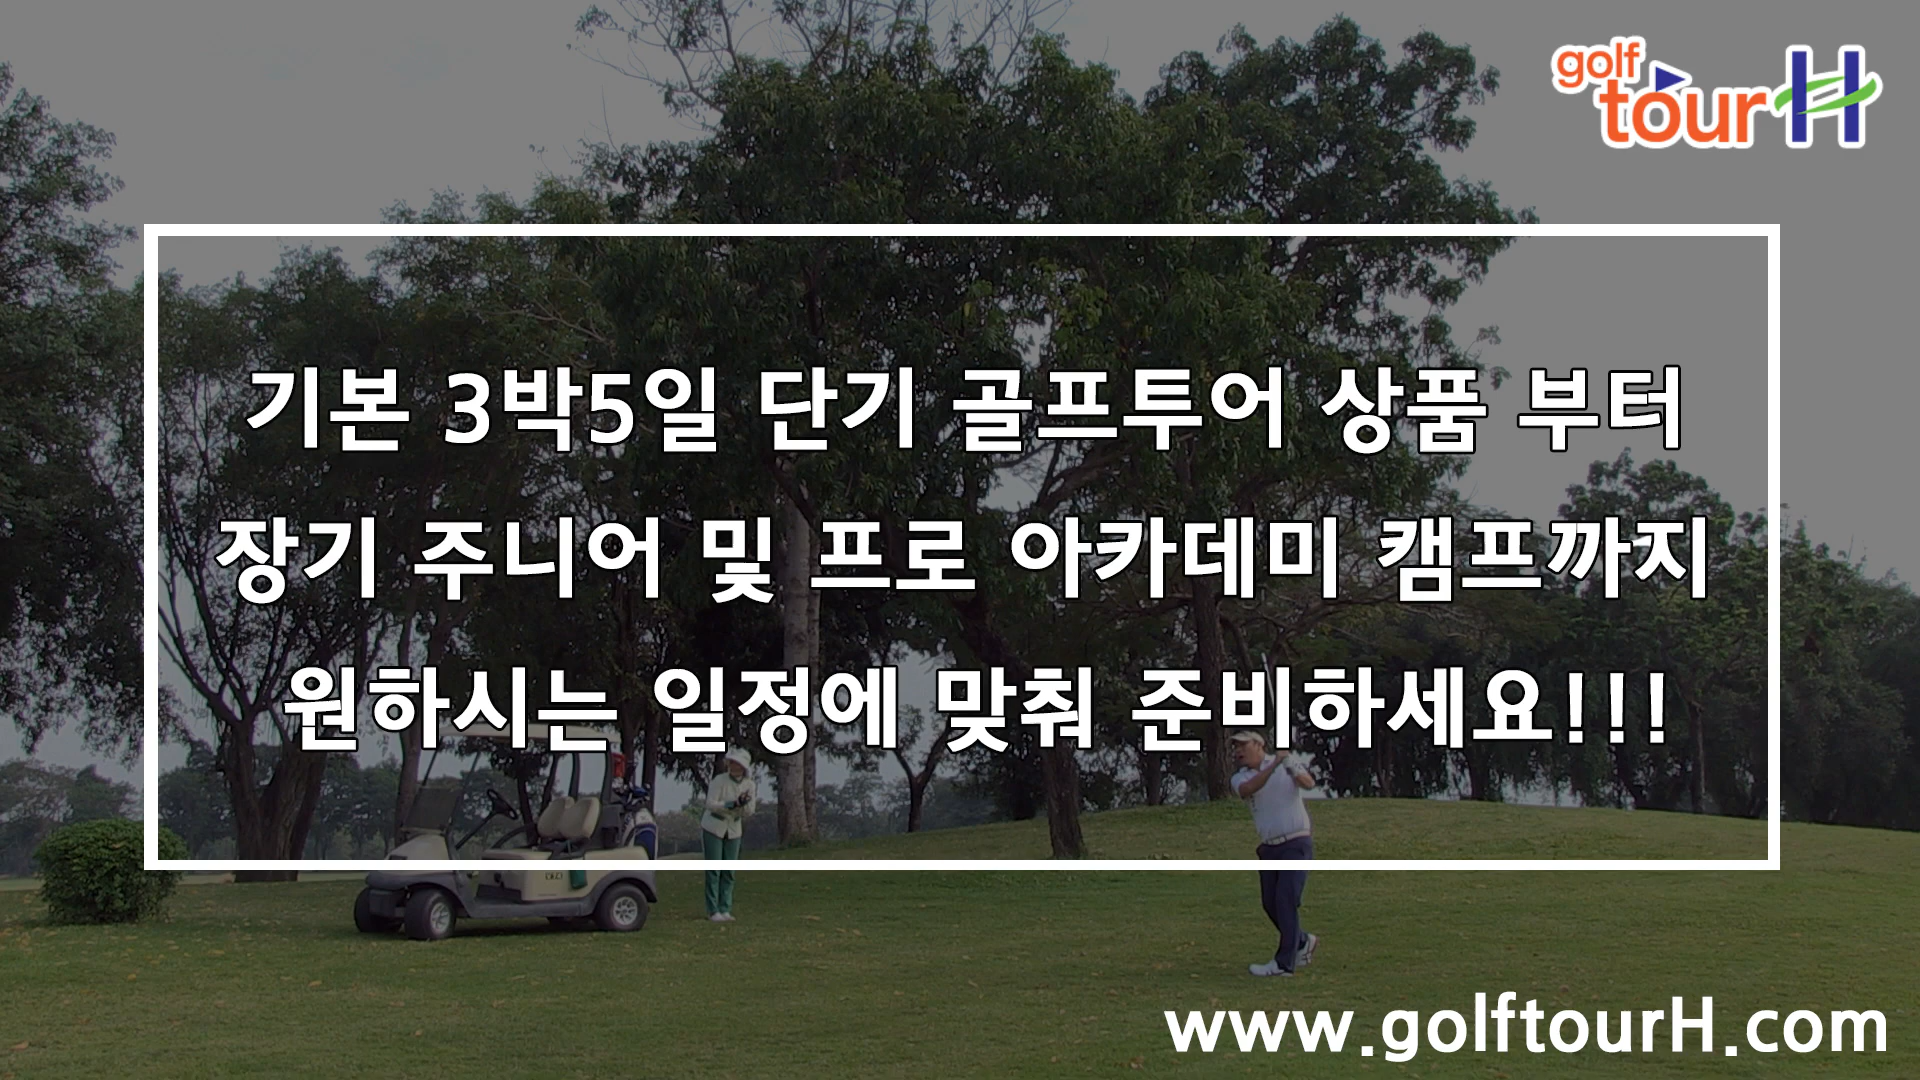 golf
tourH
기본 3박5일 단기 골프투어 상품 부터
장기 주니어 및 프로 아카데미 캠프까지
원하시는 일정에 맞춰 준비하세요!!!
www.golftourH.com